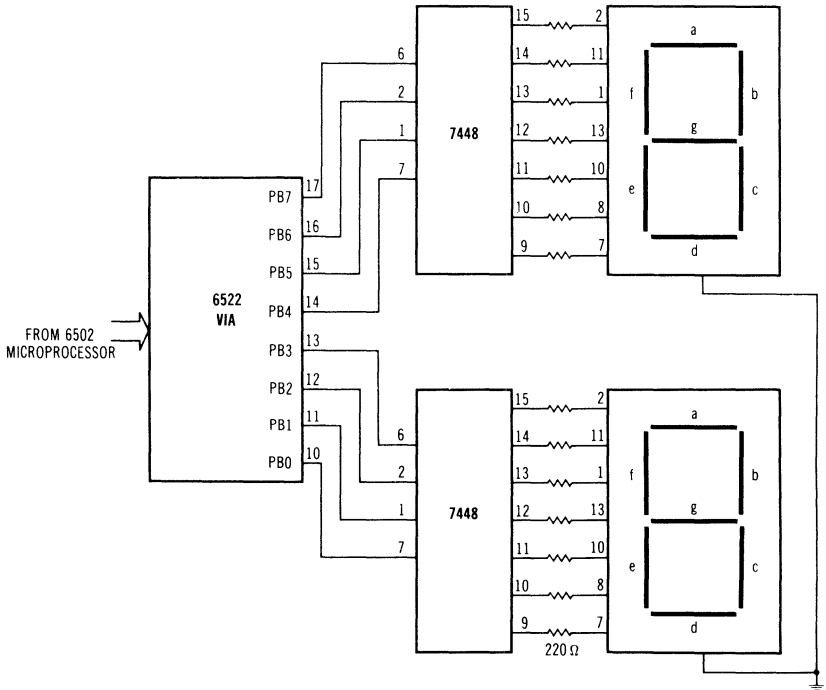 15 2
a
6 14 11
2 13 1
f b
1 7448 12 13
g
7 11 10
17
PB7
e c
10 8
16
PB6
9 7
d
15
PB5
6522
VIA
14
PB4
FROM 6502
MICROPROCESSOR
13
PB3
12
PB2
11
PB1
10
PB0
15 2
a
6 14 11
2 13 1
f b
1 7448 12 13
g
7 11 10
e c
10 8
9 7
d
220 Ω